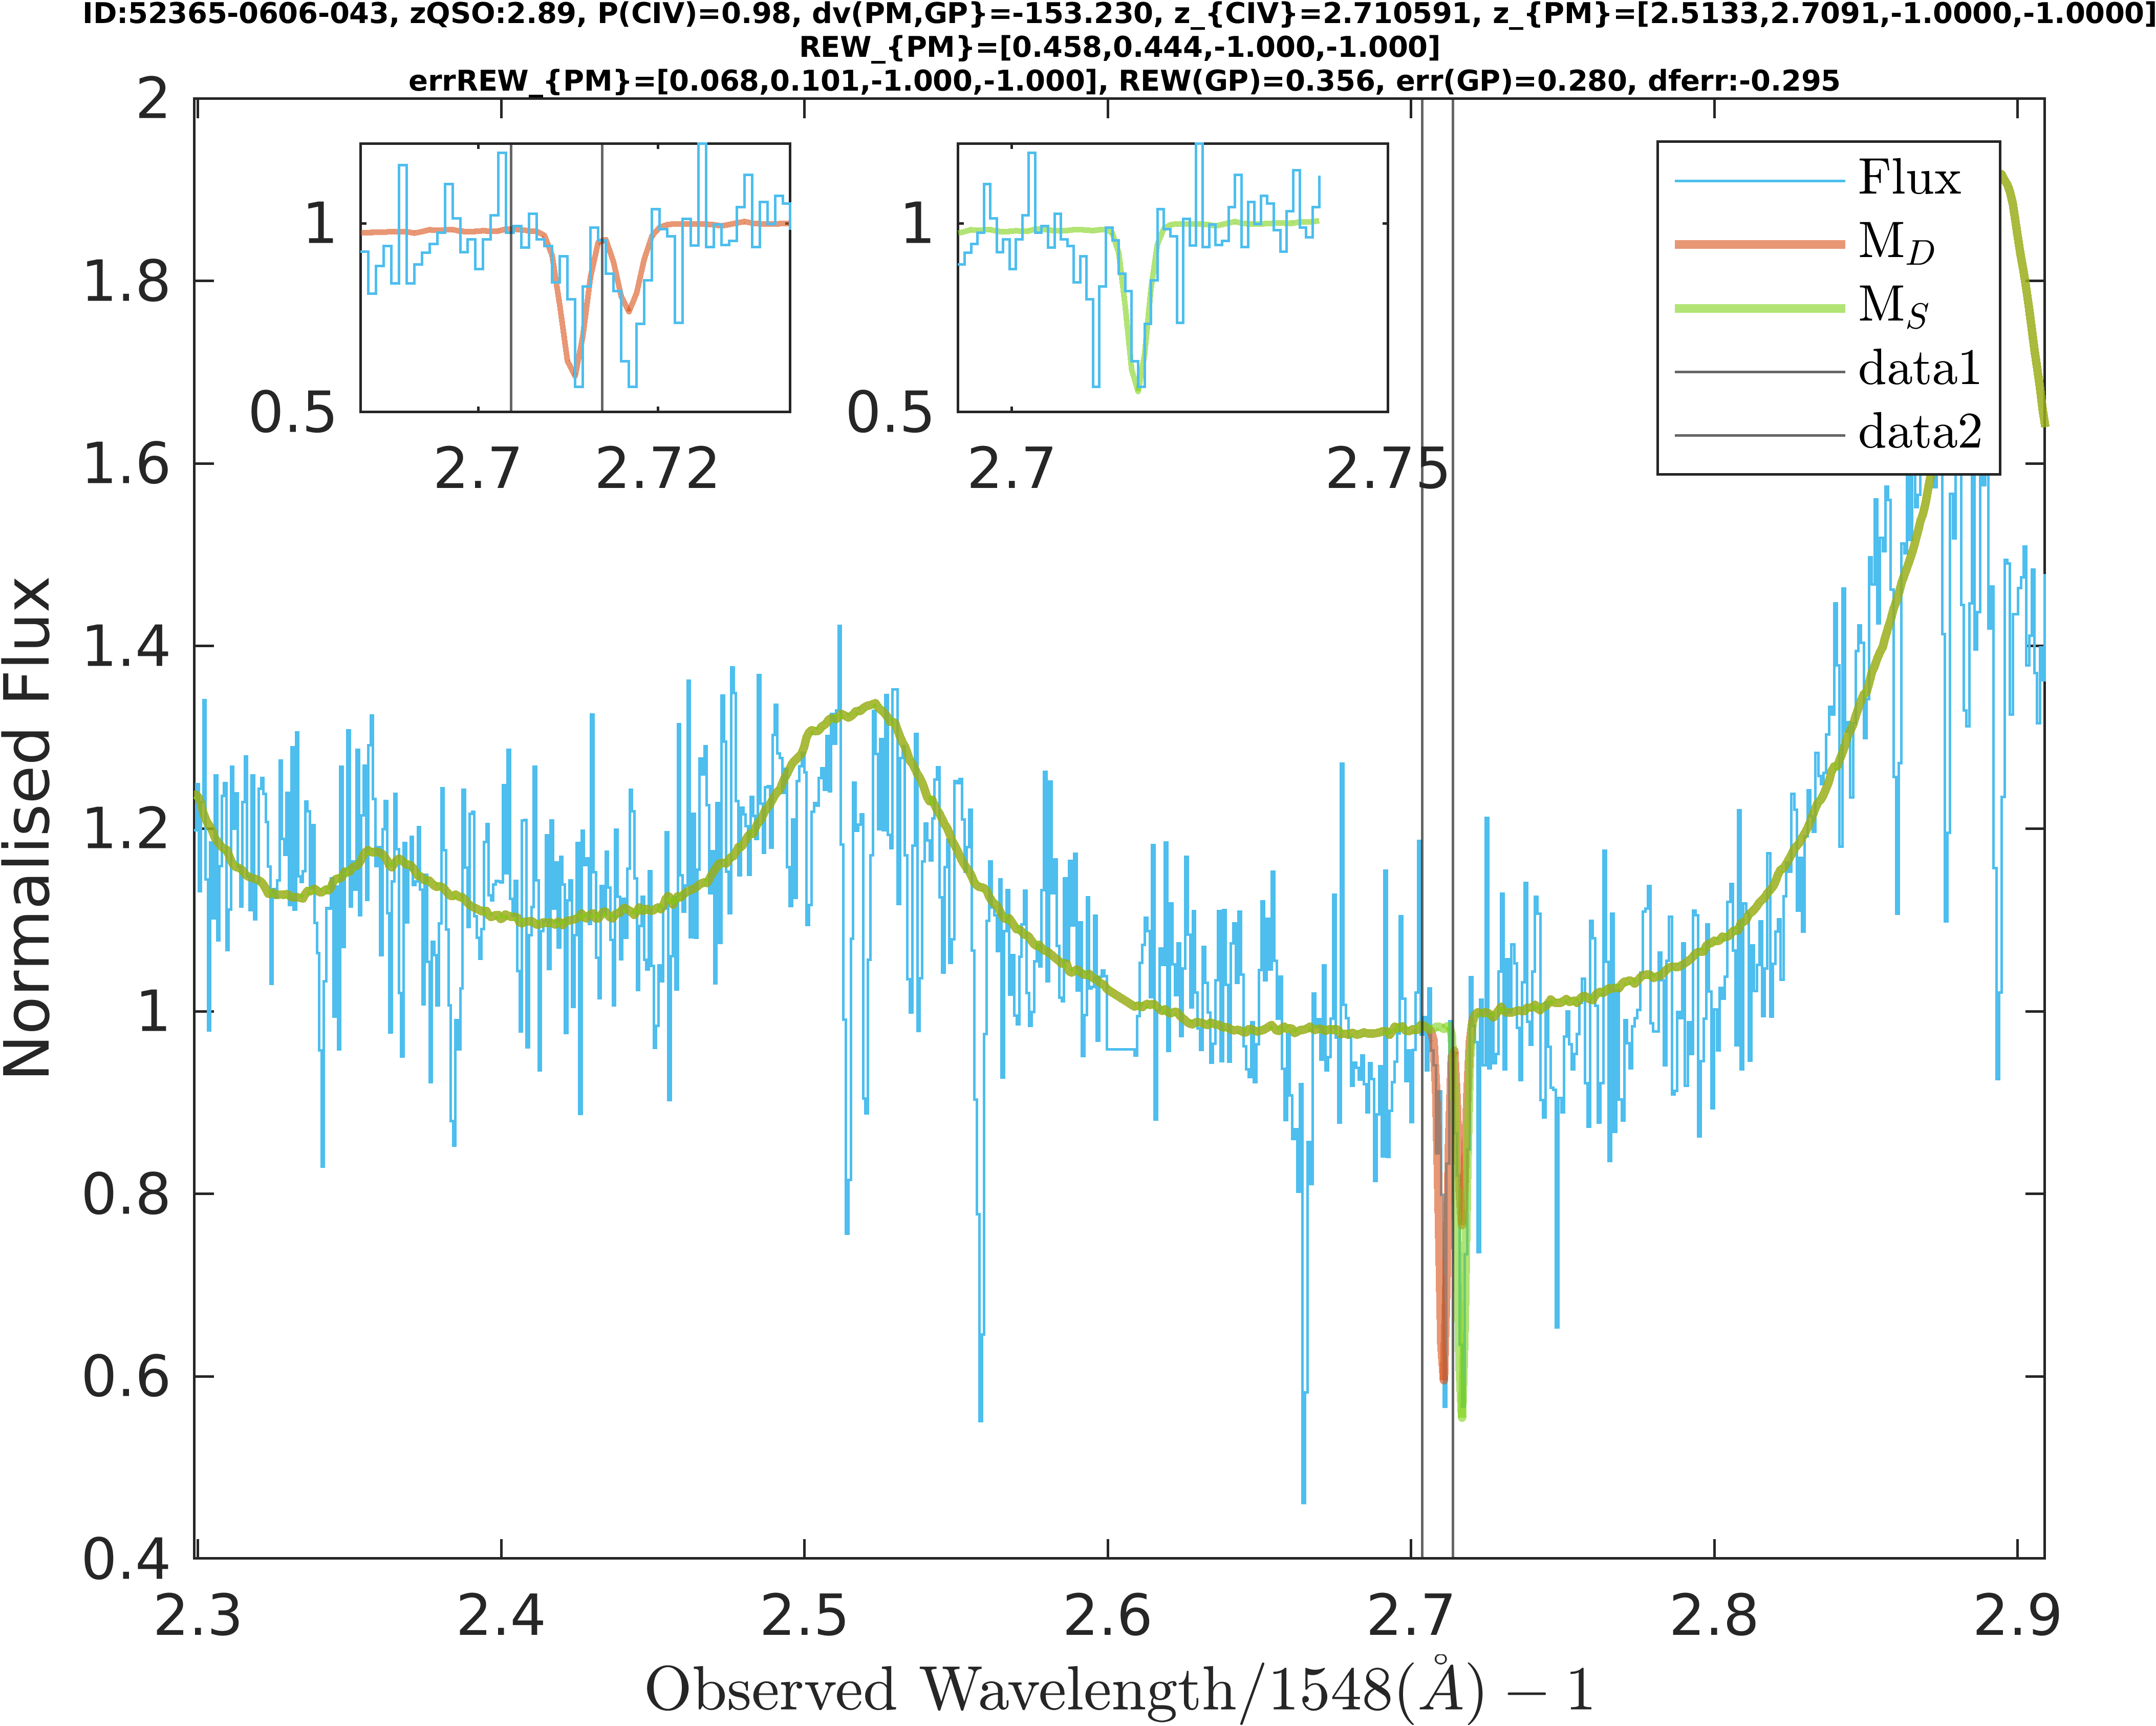 ID:52365-0606-043, zQSO:2.89, P(CIV)=0.98, dv(PM,GP}=-153.230, z_{CIV}=2.710591, z_{PM}=[2.5133,2.7091,-1.0000,-1.0000]
REW_{PM}=[0.458,0.444,-1.000,-1.000]
errREW_{PM}=[0.068,0.101,-1.000,-1.000], REW(GP)=0.356, err(GP)=0.280, dferr:-0.295
2
1.8
1.6
1.4
1.2
1
0.8
0.6
0.4
Normalised Flux
1
0.5
2.7
2.72
1
0.5
2.7
2.75
Flux
M_D
M_S
data1
data2
2.3
2.4
2.5
2.6
2.7
2.8
2.9
Observed Wavelength/1548(Å) − 1